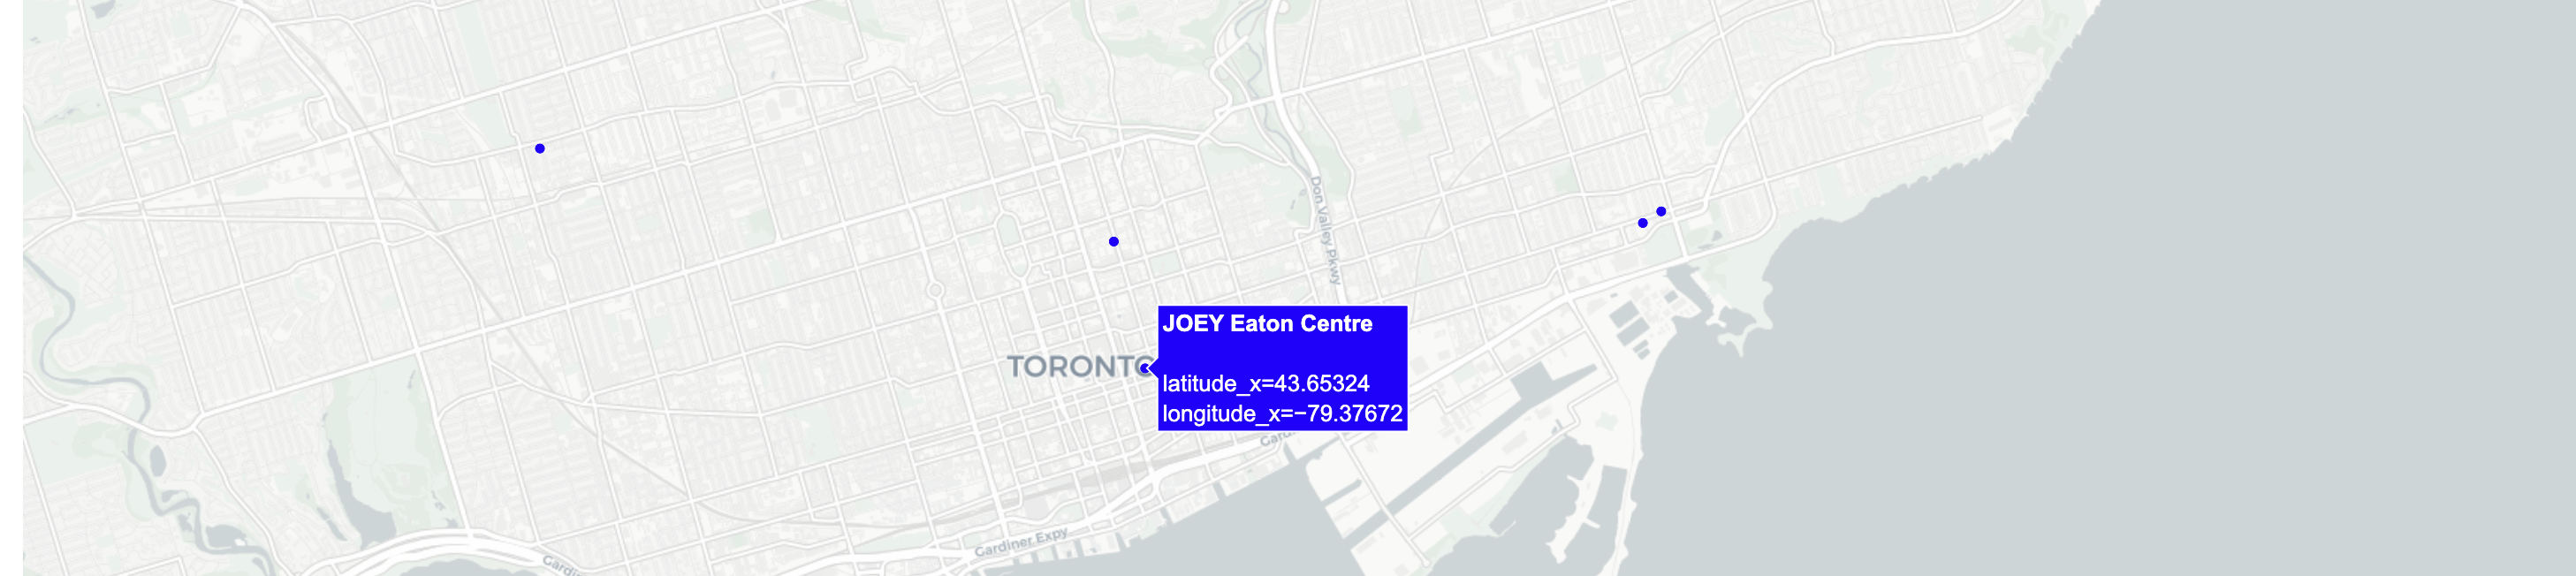 Don Valley Pkwy
JOEY Eaton Centre
TORONTO
latitude_x=43.65324
longitude_x=−79.37672
Gardiner Expy